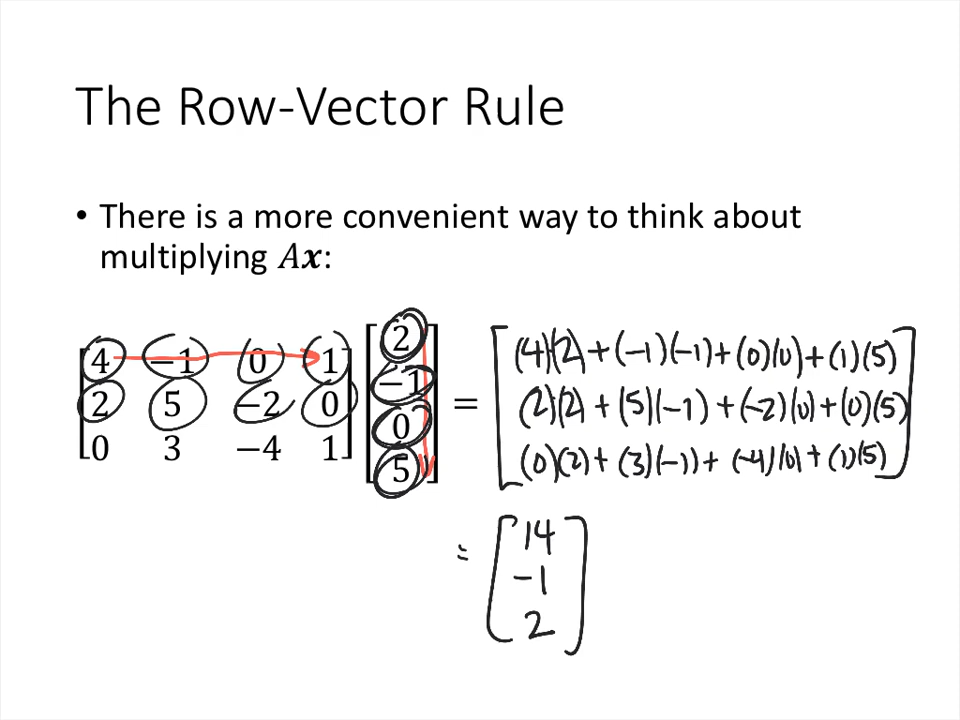 The Row-Vector Rule
• There is a more convenient way to think about
multiplying Ax:
[4 −1 0 1] [2] = [(4)(2)+(-1)(-1)+(0)(0)+(1)(5)]
[2 5 −2 0] [−1] [(2)(2)+(5)(-1)+(-2)(0)+(0)(5)]
[0 3 −4 1] [0] [(0)(2)+(3)(-1)+(-4)(0)+(1)(5)]
[5]
= [14]
[-1]
[2]